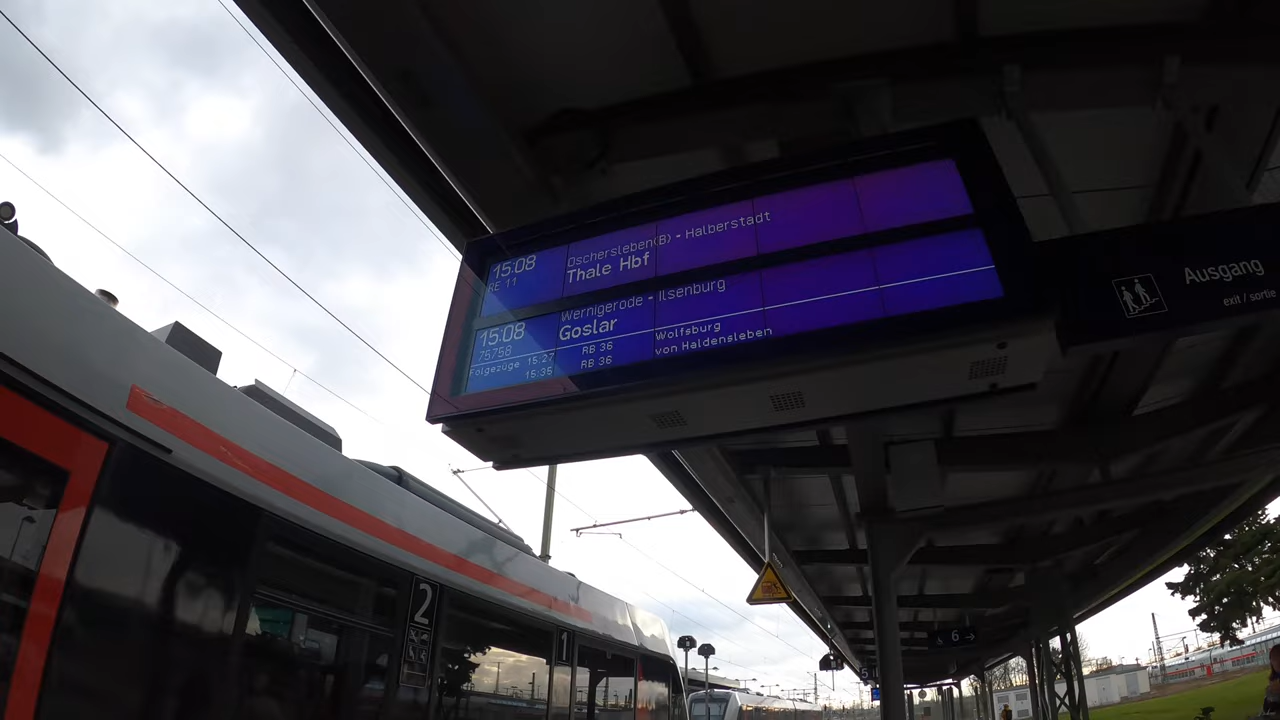 15:08 Oschersleben(B) - Halberstadt
RE 11 Thale Hbf
15:08 Wernigerode - Ilsenburg
75758 Goslar
Folgezüge 15:27 RB 36 Wolfsburg
15:35 RB 36 von Haldensleben
Ausgang
exit / sortie
2
1
6
5